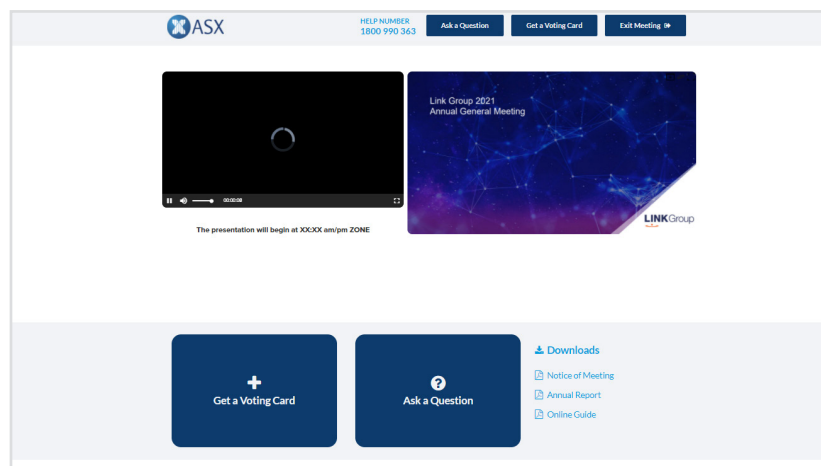 ASX
HELP NUMBER
1800 990 363
Ask a Question
Get a Voting Card
Exit Meeting
Link Group 2021
Annual General Meeting
00:00:08
LINKGroup
The presentation will begin at XX:XX am/pm ZONE
Get a Voting Card
Ask a Question
Downloads
Notice of Meeting
Annual Report
Online Guide